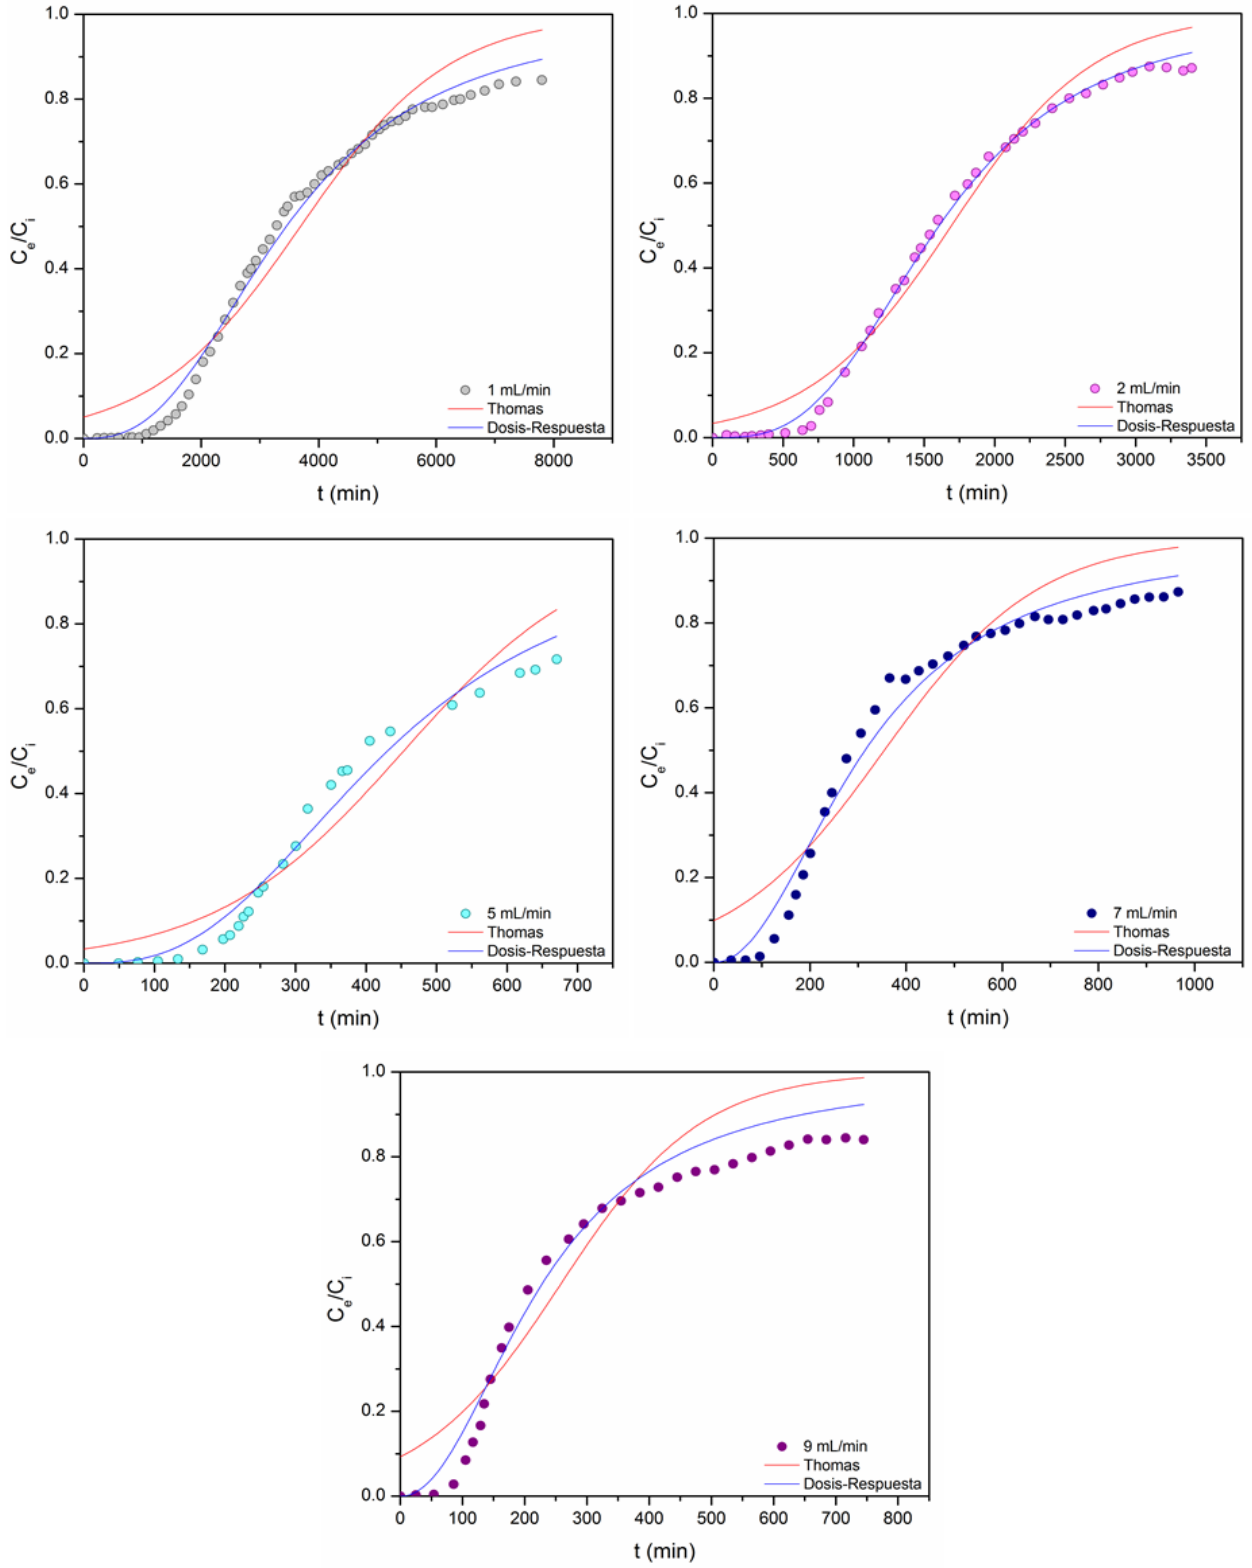 1.0
0.8
0.6
0.4
0.2
0.0
Ce/Ci
0 2000 4000 6000 8000
t (min)
1 mL/min
Thomas
Dosis-Respuesta
1.0
0.8
0.6
0.4
0.2
0.0
Ce/Ci
0 500 1000 1500 2000 2500 3000 3500
t (min)
2 mL/min
Thomas
Dosis-Respuesta
1.0
0.8
0.6
0.4
0.2
0.0
Ce/Ci
0 100 200 300 400 500 600 700
t (min)
5 mL/min
Thomas
Dosis-Respuesta
1.0
0.8
0.6
0.4
0.2
0.0
Ce/Ci
0 200 400 600 800 1000
t (min)
7 mL/min
Thomas
Dosis-Respuesta
1.0
0.8
0.6
0.4
0.2
0.0
Ce/Ci
0 100 200 300 400 500 600 700 800
t (min)
9 mL/min
Thomas
Dosis-Respuesta